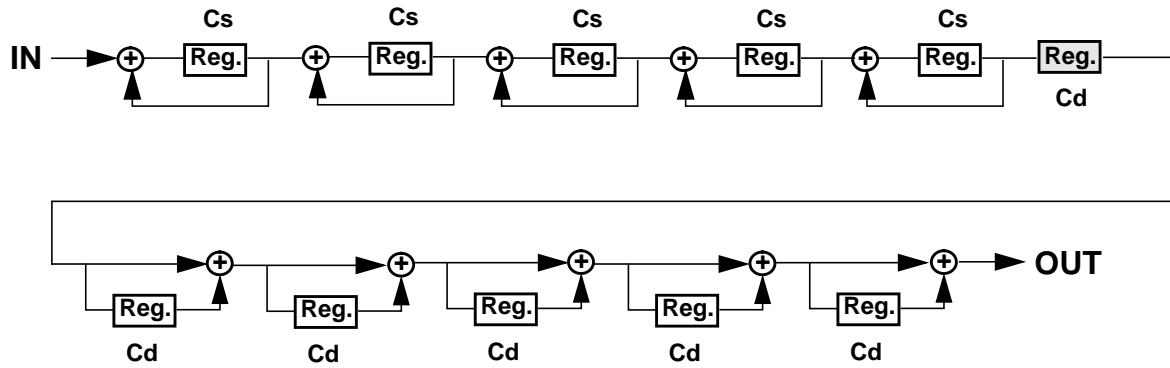 Cs Cs Cs Cs Cs
IN + Reg. + Reg. + Reg. + Reg. + Reg. Reg.
Cd
+ + + + + OUT
Reg. Reg. Reg. Reg. Reg.
Cd Cd Cd Cd Cd